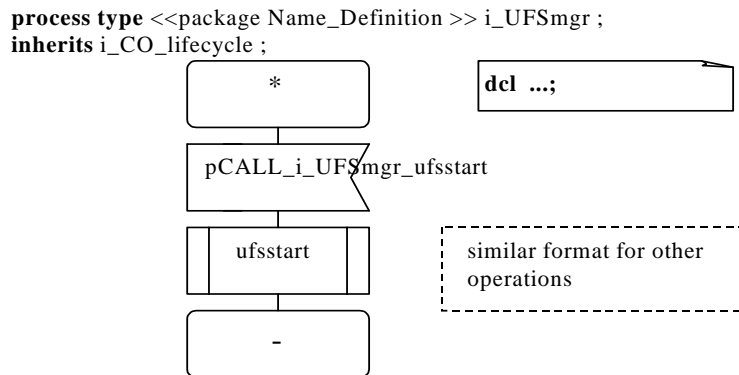 process type <<package Name_Definition >> i_UFSmgr ;
inherits i_CO_lifecycle ;
*
dcl ...;
pCALL_i_UFSmgr_ufsstart
ufsstart
similar format for other
operations
-